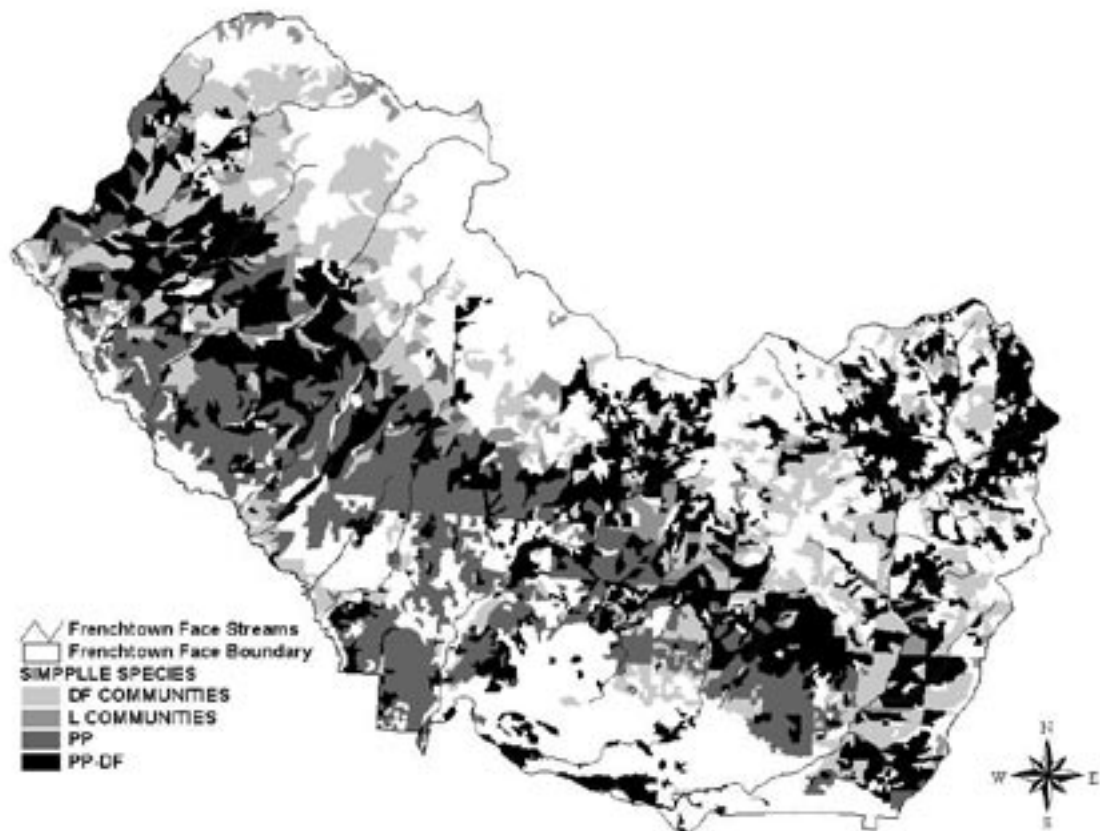 Frenchtown Face Streams
Frenchtown Face Boundary
SIMPPLLE SPECIES
DF COMMUNITIES
L COMMUNITIES
PP
PP-DF
N
W E
S